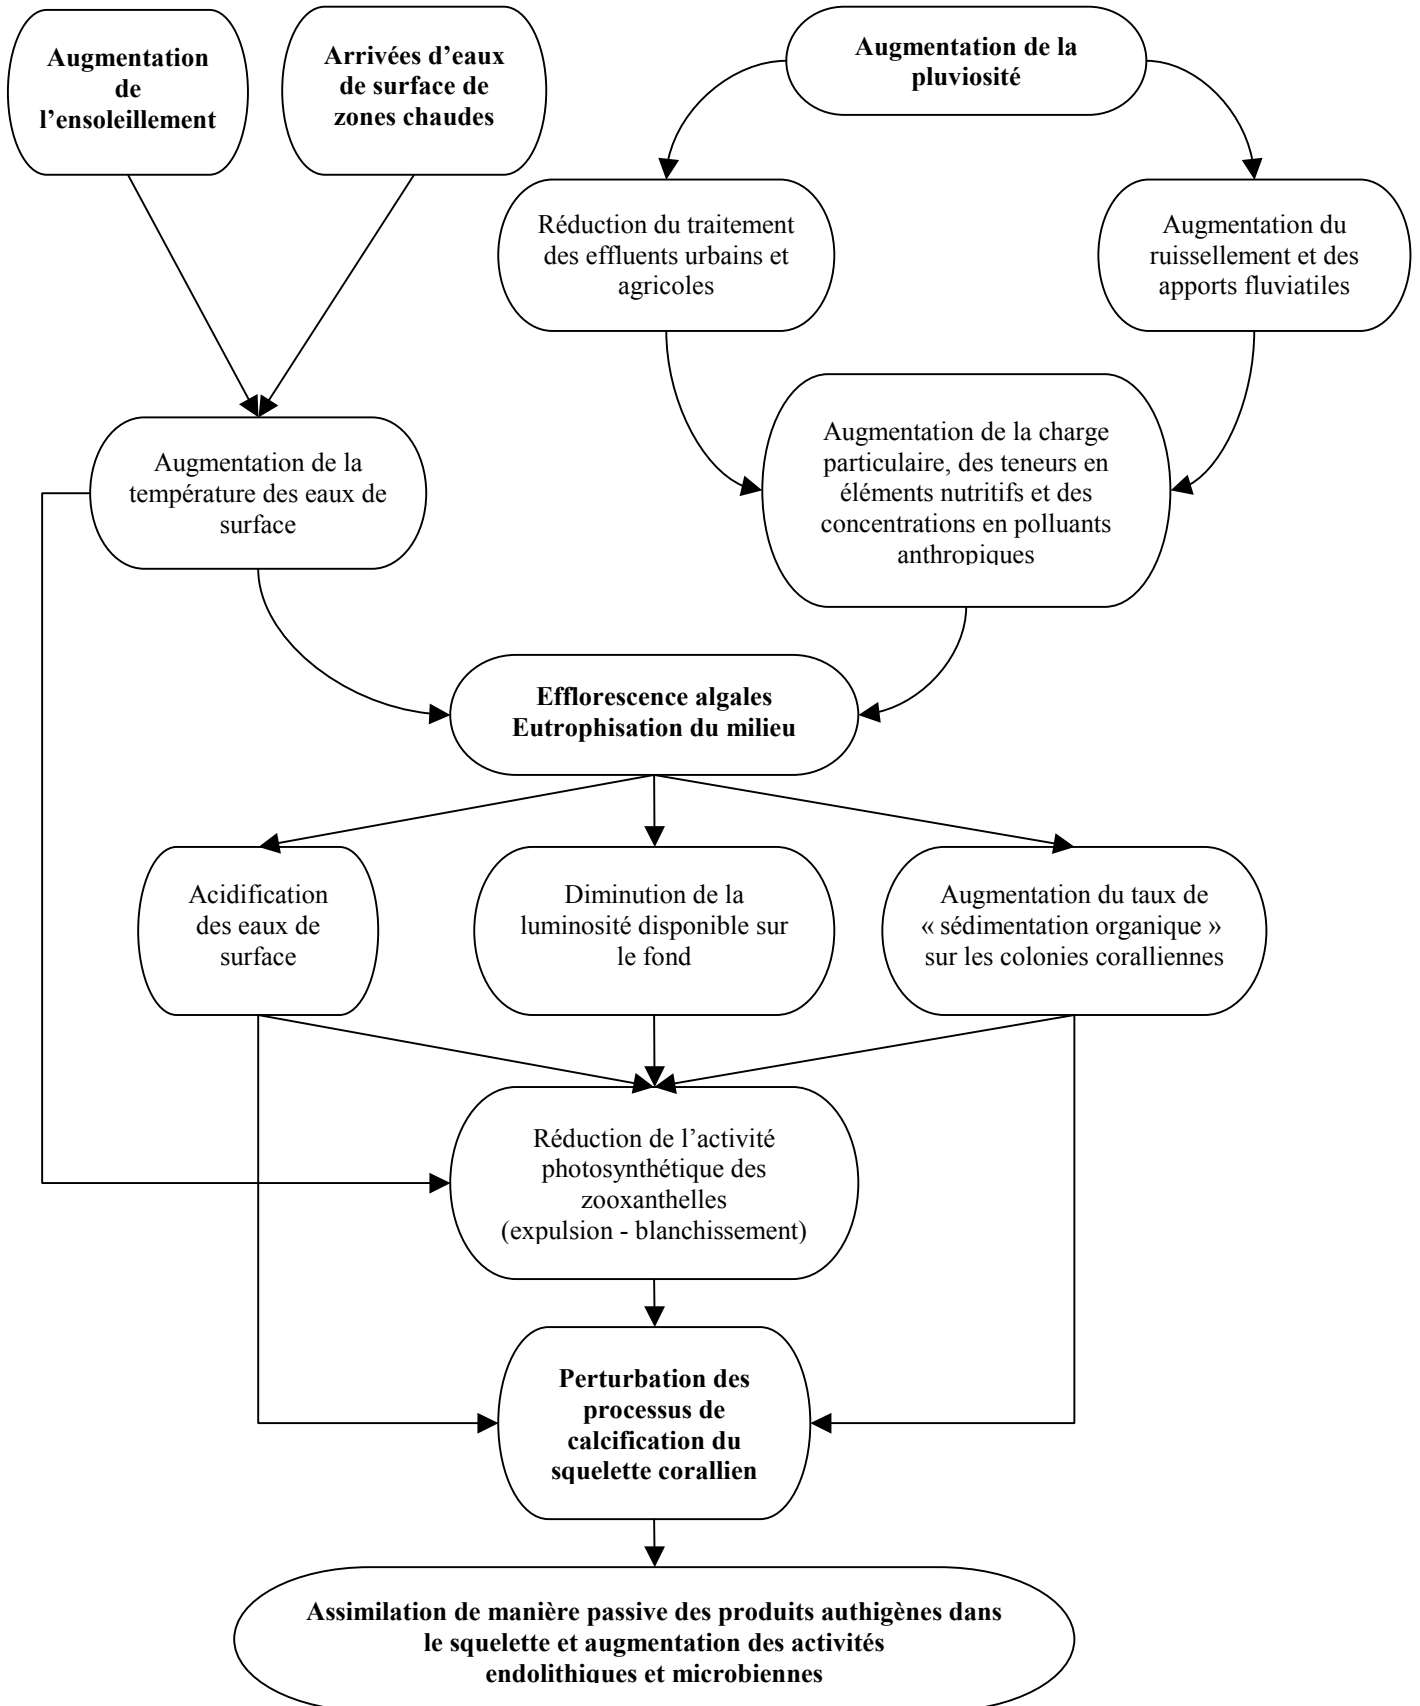 Augmentation
de
l’ensoleillement
Arrivées d’eaux
de surface de
zones chaudes
Augmentation de la
pluviosité
Réduction du traitement
des effluents urbains et
agricoles
Augmentation du
ruissellement et des
apports fluviatiles
Augmentation de la charge
particulaire, des teneurs en
éléments nutritifs et des
concentrations en polluants
anthropiques
Augmentation de la
température des eaux de
surface
Efflorescence algales
Eutrophisation du milieu
Acidification
des eaux de
surface
Diminution de la
luminosité disponible sur
le fond
Augmentation du taux de
« sédimentation organique »
sur les colonies coralliennes
Réduction de l’activité
photosynthétique des
zooxanthelles
(expulsion - blanchissement)
Perturbation des
processus de
calcification du
squelette corallien
Assimilation de manière passive des produits authigènes dans
le squelette et augmentation des activités
endolithiques et microbiennes